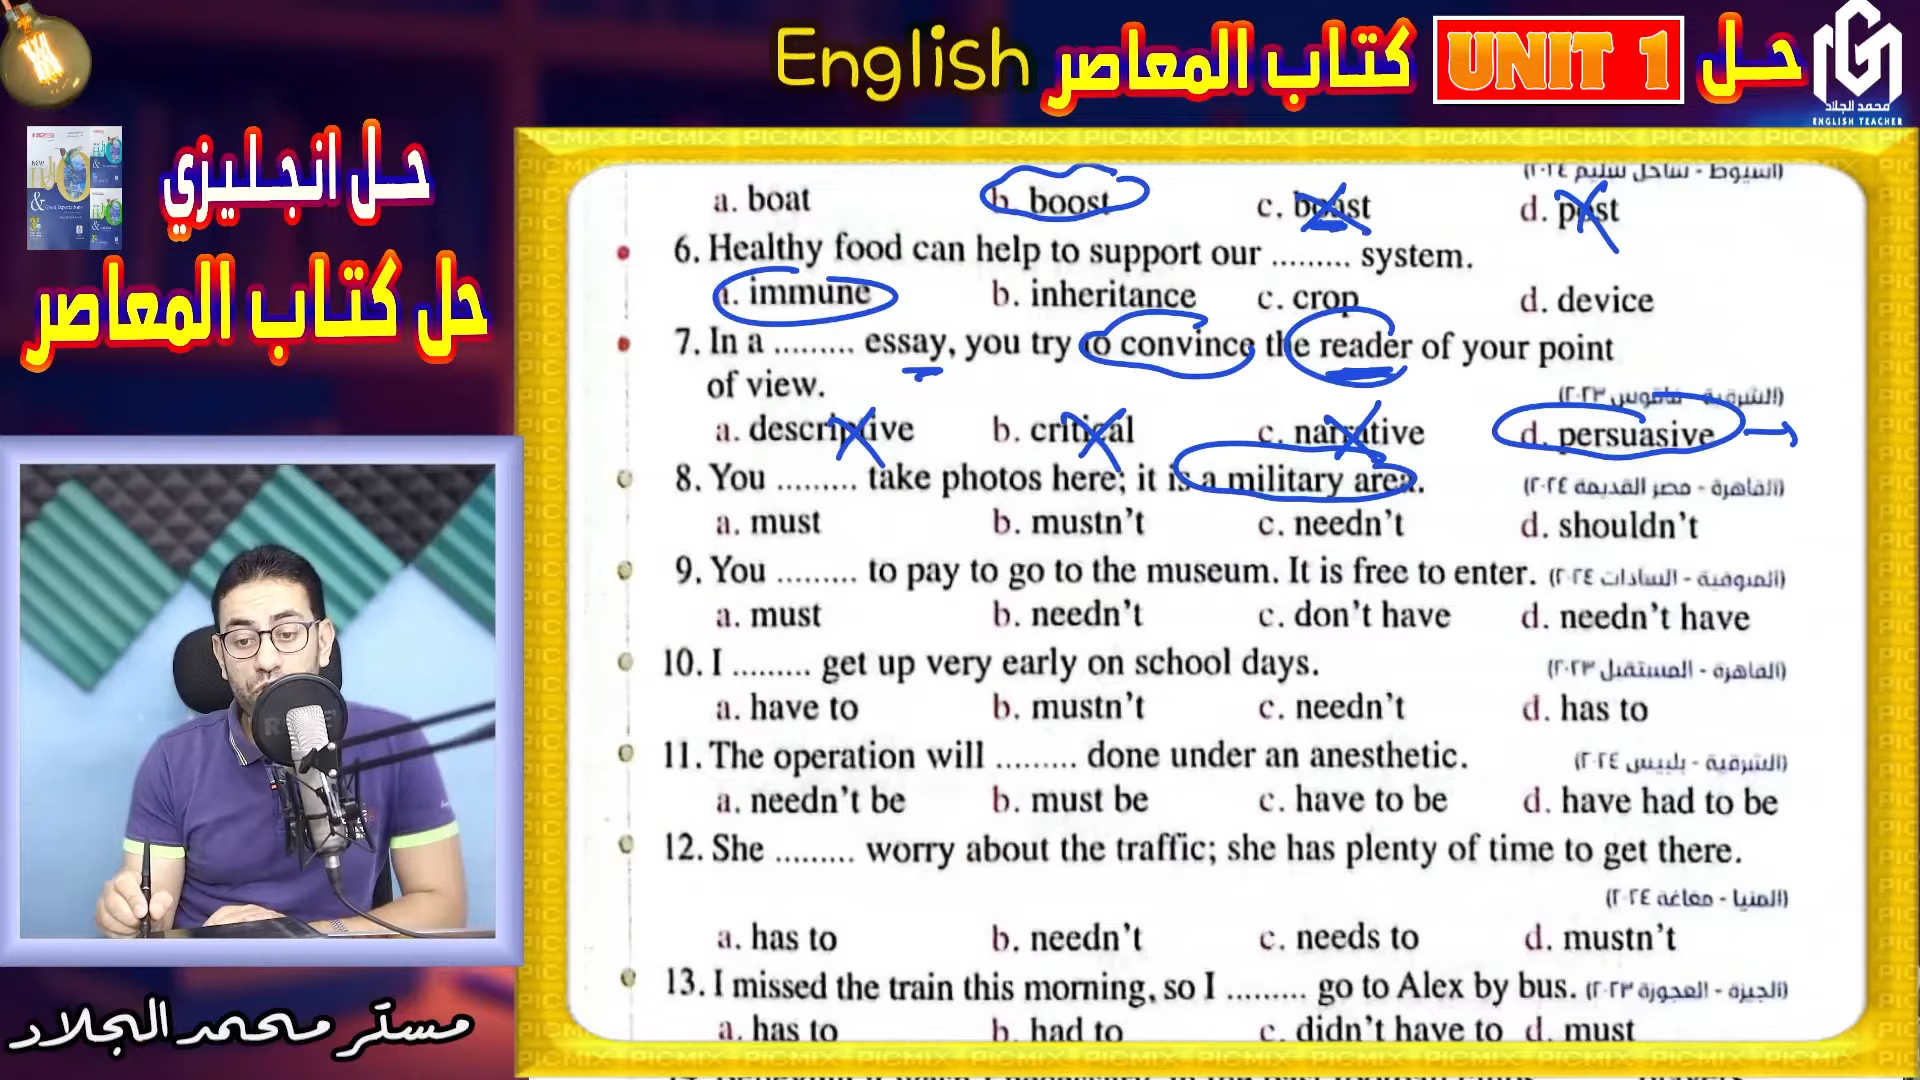 حل UNIT 1 كتاب المعاصر English
محمد الجلاد
ENGLISH TEACHER
حل انجليزي
حل كتاب المعاصر
مستر محمد الجلاد
(أسيوط - ساحل سليم ٢٠٢٤)
a. boat b. boost c. boast d. post
6. Healthy food can help to support our ......... system.
a. immune b. inheritance c. crop d. device
7. In a ......... essay, you try to convince the reader of your point
of view.
(الشرقية - فاقوس ٢٠٢٣)
a. descriptive b. critical c. narrative d. persuasive
8. You ......... take photos here; it is a military area.
(القاهرة - مصر القديمة ٢٠٢٤)
a. must b. mustn't c. needn't d. shouldn't
9. You ......... to pay to go to the museum. It is free to enter. (المنوفية - السادات ٢٠٢٤)
a. must b. needn't c. don't have d. needn't have
10. I ......... get up very early on school days. (القاهرة - المستقبل ٢٠٢٣)
a. have to b. mustn't c. needn't d. has to
11. The operation will ......... done under an anesthetic. (الشرقية - بلبيس ٢٠٢٤)
a. needn't be b. must be c. have to be d. have had to be
12. She ......... worry about the traffic; she has plenty of time to get there.
(المنيا - مغاغة ٢٠٢٤)
a. has to b. needn't c. needs to d. mustn't
13. I missed the train this morning, so I ......... go to Alex by bus. (الجيزة - العجوزة ٢٠٢٣)
a. has to b. had to c. didn't have to d. must